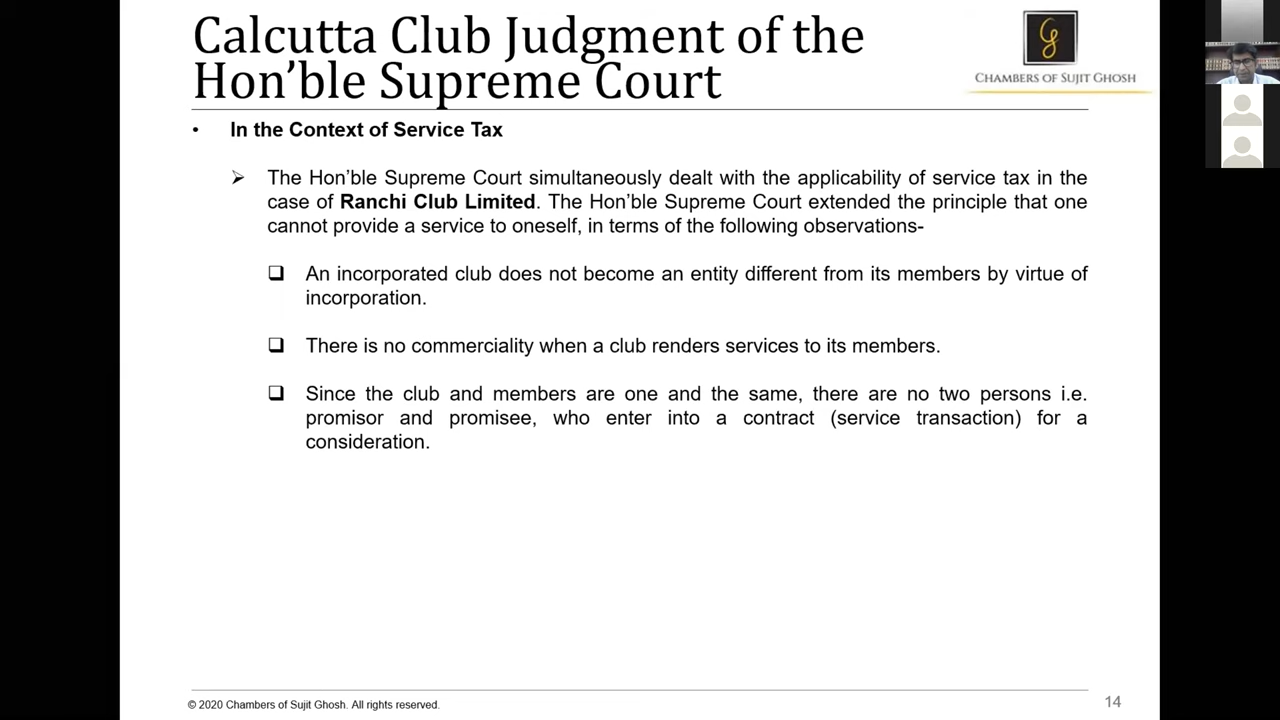 Calcutta Club Judgment of the
Hon’ble Supreme Court
CHAMBERS OF SUJIT GHOSH
• In the Context of Service Tax
➢ The Hon’ble Supreme Court simultaneously dealt with the applicability of service tax in the
case of Ranchi Club Limited. The Hon’ble Supreme Court extended the principle that one
cannot provide a service to oneself, in terms of the following observations-
❑ An incorporated club does not become an entity different from its members by virtue of
incorporation.
❑ There is no commerciality when a club renders services to its members.
❑ Since the club and members are one and the same, there are no two persons i.e.
promisor and promisee, who enter into a contract (service transaction) for a
consideration.
© 2020 Chambers of Sujit Ghosh. All rights reserved.
14